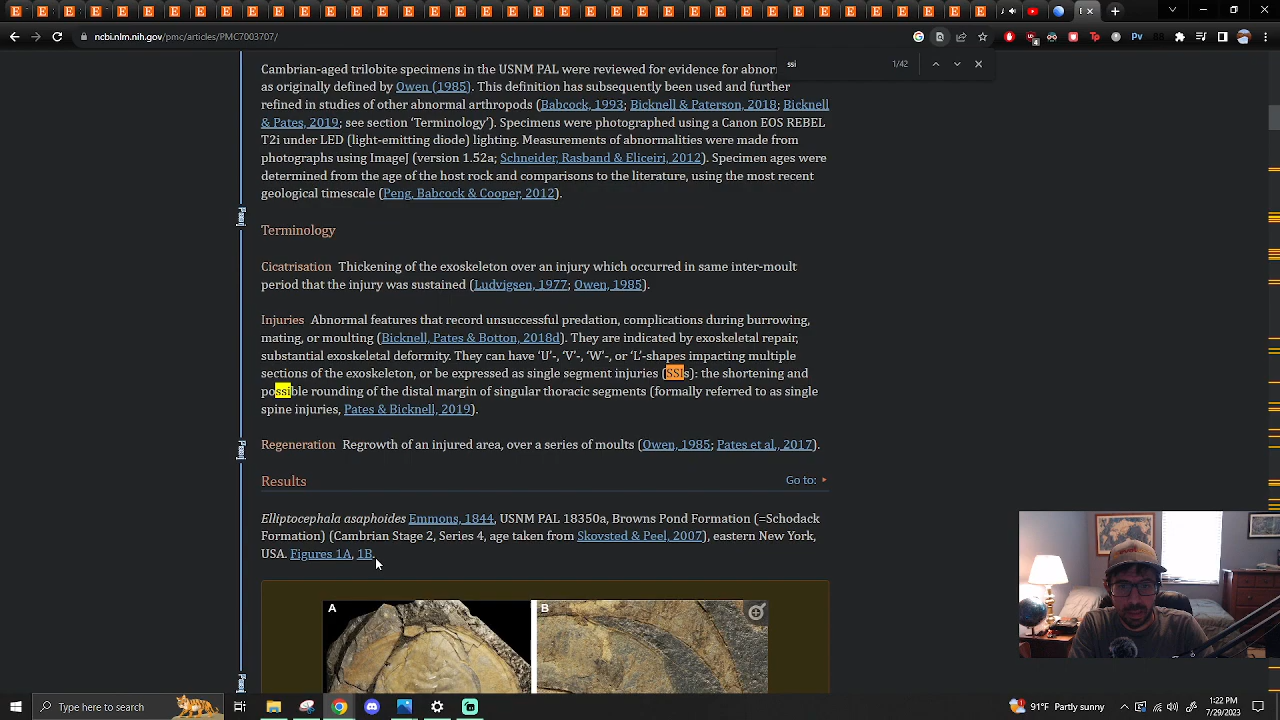 ncbinlm.nih.gov/pmc/articles/PMC7003707/
ssi 1/42
Cambrian-aged trilobite specimens in the USNM PAL were reviewed for evidence for abnor
as originally defined by Owen (1985). This definition has subsequently been used and further
refined in studies of other abnormal arthropods (Babcock, 1993; Bicknell & Paterson, 2018; Bicknell
& Pates, 2019; see section ‘Terminology’). Specimens were photographed using a Canon EOS REBEL
T2i under LED (light-emitting diode) lighting. Measurements of abnormalities were made from
photographs using ImageJ (version 1.52a; Schneider, Rasband & Eliceiri, 2012). Specimen ages were
determined from the age of the host rock and comparisons to the literature, using the most recent
geological timescale (Peng, Babcock & Cooper, 2012).
Terminology
Cicatrisation Thickening of the exoskeleton over an injury which occurred in same inter-moult
period that the injury was sustained (Ludvigsen, 1977; Owen, 1985).
Injuries Abnormal features that record unsuccessful predation, complications during burrowing,
mating, or moulting (Bicknell, Pates & Botton, 2018d). They are indicated by exoskeletal repair,
substantial exoskeletal deformity. They can have ‘U’-, ‘V’-, ‘W’-, or ‘L’-shapes impacting multiple
sections of the exoskeleton, or be expressed as single segment injuries (SSIs): the shortening and
possible rounding of the distal margin of singular thoracic segments (formally referred to as single
spine injuries, Pates & Bicknell, 2019).
Regeneration Regrowth of an injured area, over a series of moults (Owen, 1985; Pates et al., 2017).
Results Go to:
Elliptocephala asaphoides Emmons, 1844, USNM PAL 18350a, Browns Pond Formation (=Schodack
Formation) (Cambrian Stage 2, Series 4, age taken from Skovsted & Peel, 2007), eastern New York,
USA. Figures 1A, 1B.
A B
Type here to search
91°F Partly sunny
1:22 PM
7/29/2023